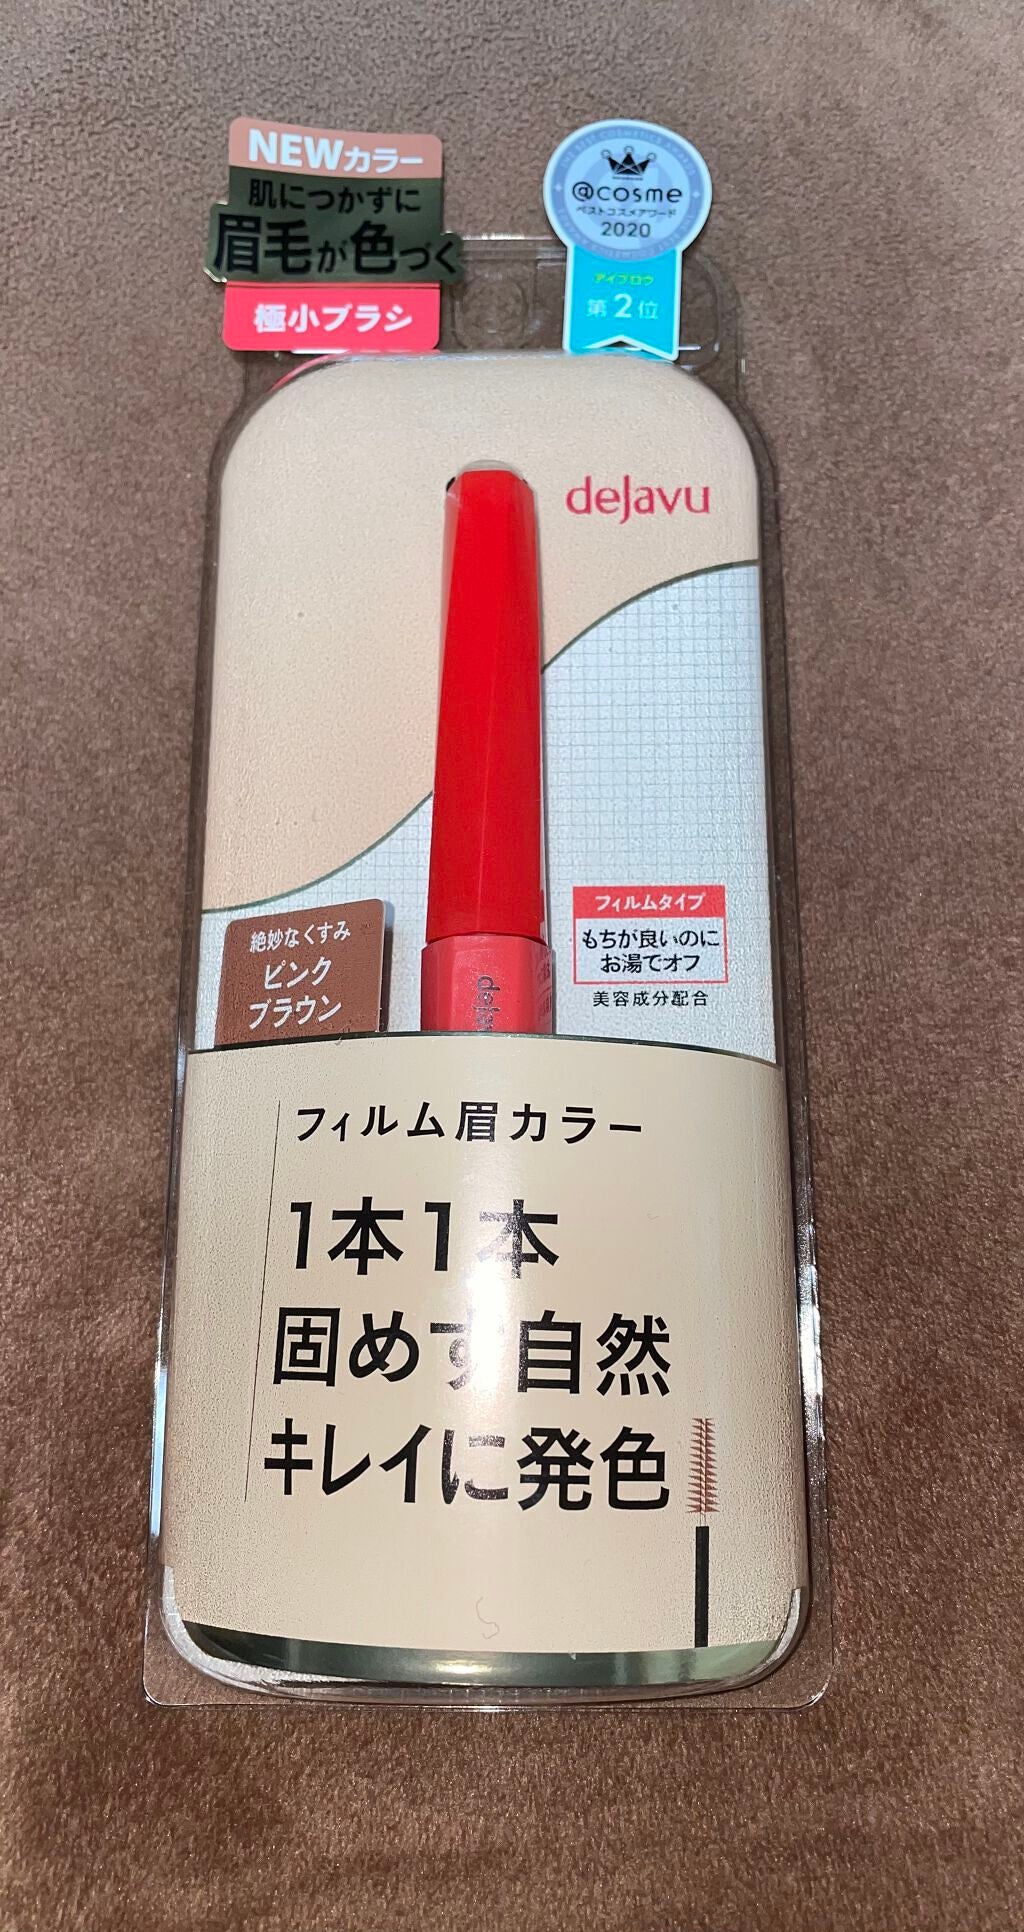 NEWカラー
肌につかずに
眉毛が色づく
極小ブラシ
THE BEST COSMETICS AWARD
@cosme
ベストコスメアワード
2020
アイブロウ
第2位
deJavu
フィルムタイプ
もちが良いのに
お湯でオフ
美容成分配合
絶妙なくすみ
ピンク
ブラウン
フィルム眉カラー
1本1本
固めず自然
キレイに発色